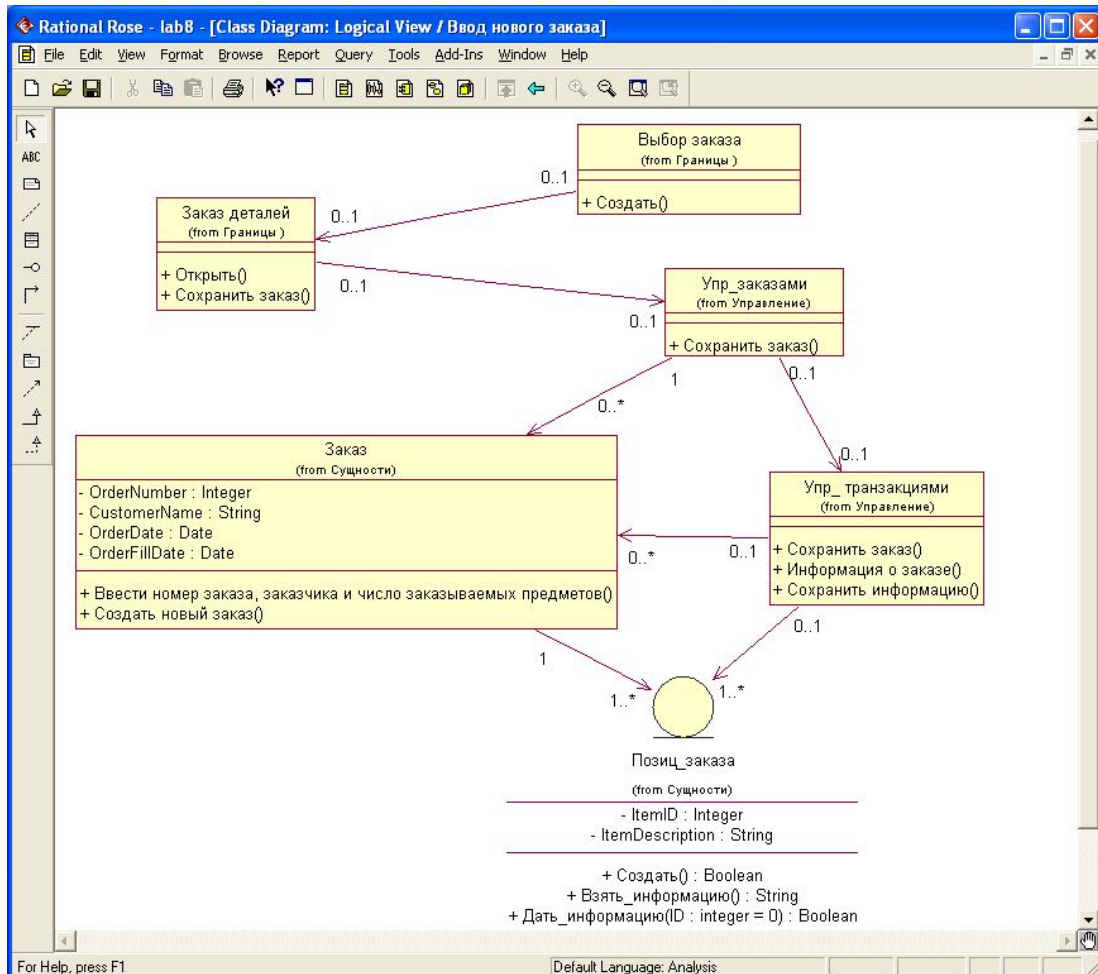 Rational Rose - lab8 - [Class Diagram: Logical View / Ввод нового заказа]
File Edit View Format Browse Report Query Tools Add-Ins Window Help
ABC
Выбор заказа
(from Границы )
+ Создать()
0..1
0..1
Заказ деталей
(from Границы )
+ Открыть()
+ Сохранить заказ()
0..1
0..1
Упр_заказами
(from Управление)
+ Сохранить заказ()
1
0..*
0..1
0..1
Заказ
(from Сущности)
- OrderNumber : Integer
- CustomerName : String
- OrderDate : Date
- OrderFillDate : Date
+ Ввести номер заказа, заказчика и число заказываемых предметов()
+ Создать новый заказ()
Упр_ транзакциями
(from Управление)
+ Сохранить заказ()
+ Информация о заказе()
+ Сохранить информацию()
0..*
0..1
1
1..*
0..1
1..*
Позиц_заказа
(from Сущности)
- ItemID : Integer
- ItemDescription : String
+ Создать() : Boolean
+ Взять_информацию() : String
+ Дать_информацию(ID : integer = 0) : Boolean
For Help, press F1
Default Language: Analysis